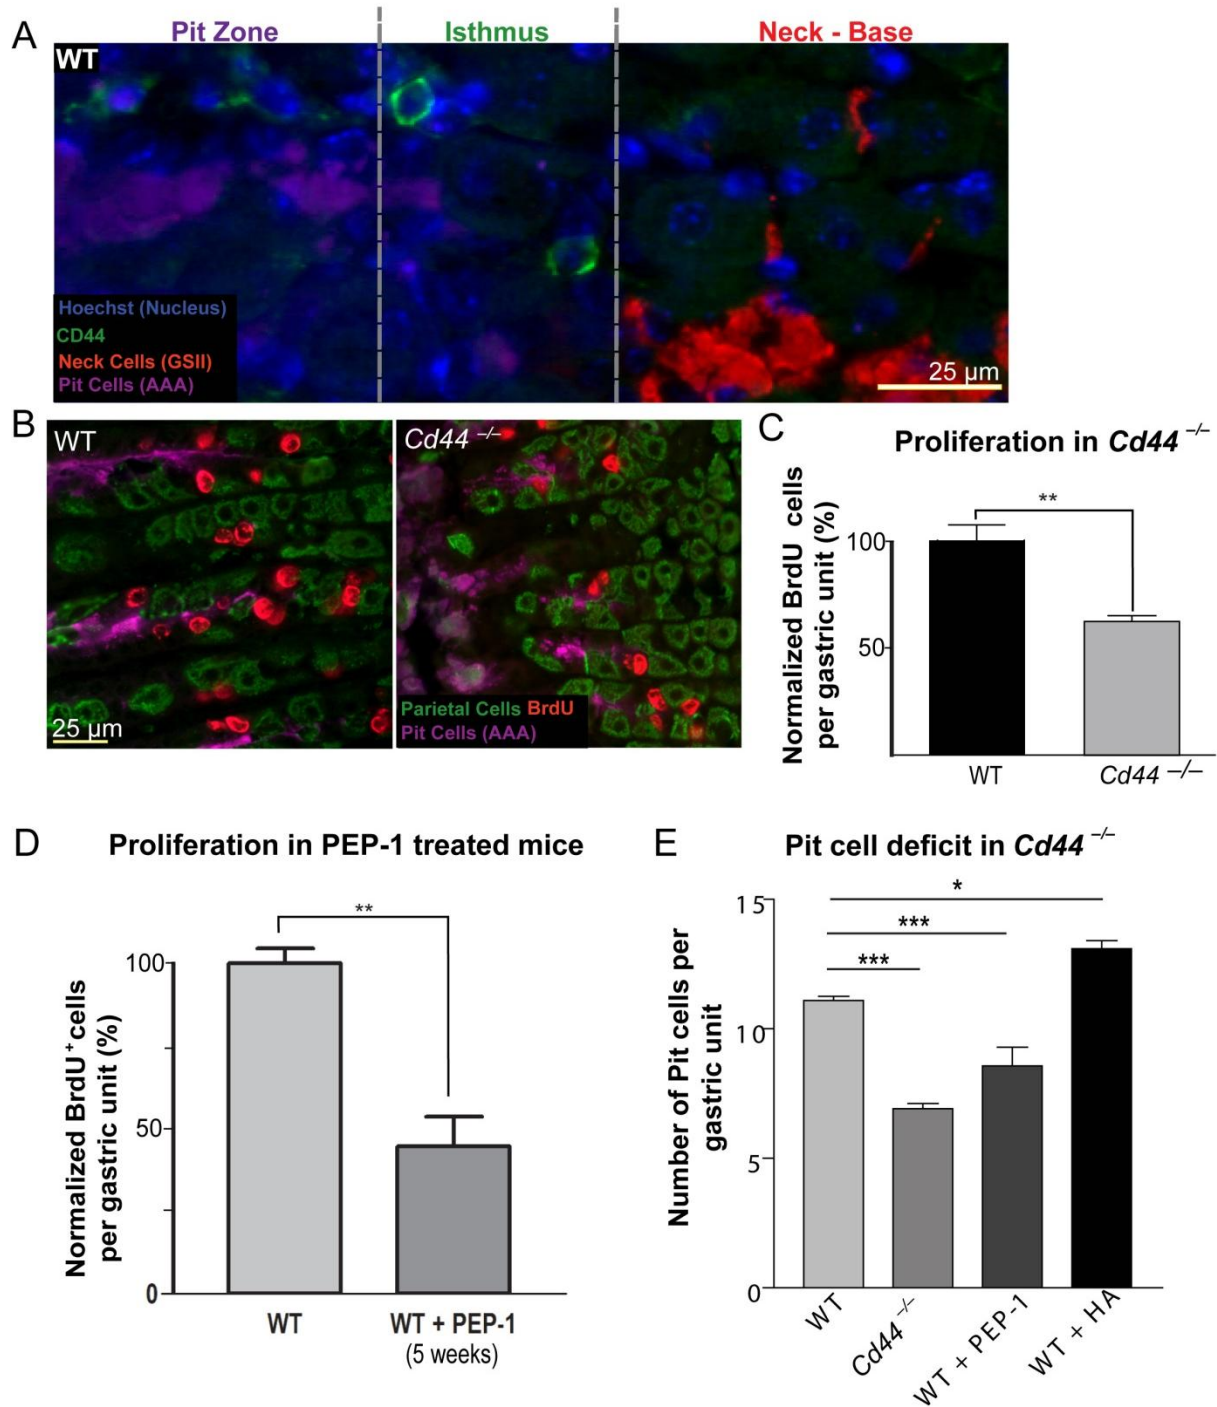 A
Pit Zone
Isthmus
Neck - Base
WT
Hoechst (Nucleus)
CD44
Neck Cells (GSII)
Pit Cells (AAA)
25 µm
B
WT
25 µm
Cd44 –/–
Parietal Cells BrdU
Pit Cells (AAA)
C
Proliferation in Cd44 –/–
Normalized BrdU cells
per gastric unit (%)
100
50
**
WT
Cd44 –/–
D
Proliferation in PEP-1 treated mice
Normalized BrdU+ cells
per gastric unit (%)
100
50
0
**
WT
WT + PEP-1
(5 weeks)
E
Pit cell deficit in Cd44 –/–
Number of Pit cells per
gastric unit
15
10
5
0
*
***
***
WT
Cd44 –/–
WT + PEP-1
WT + HA